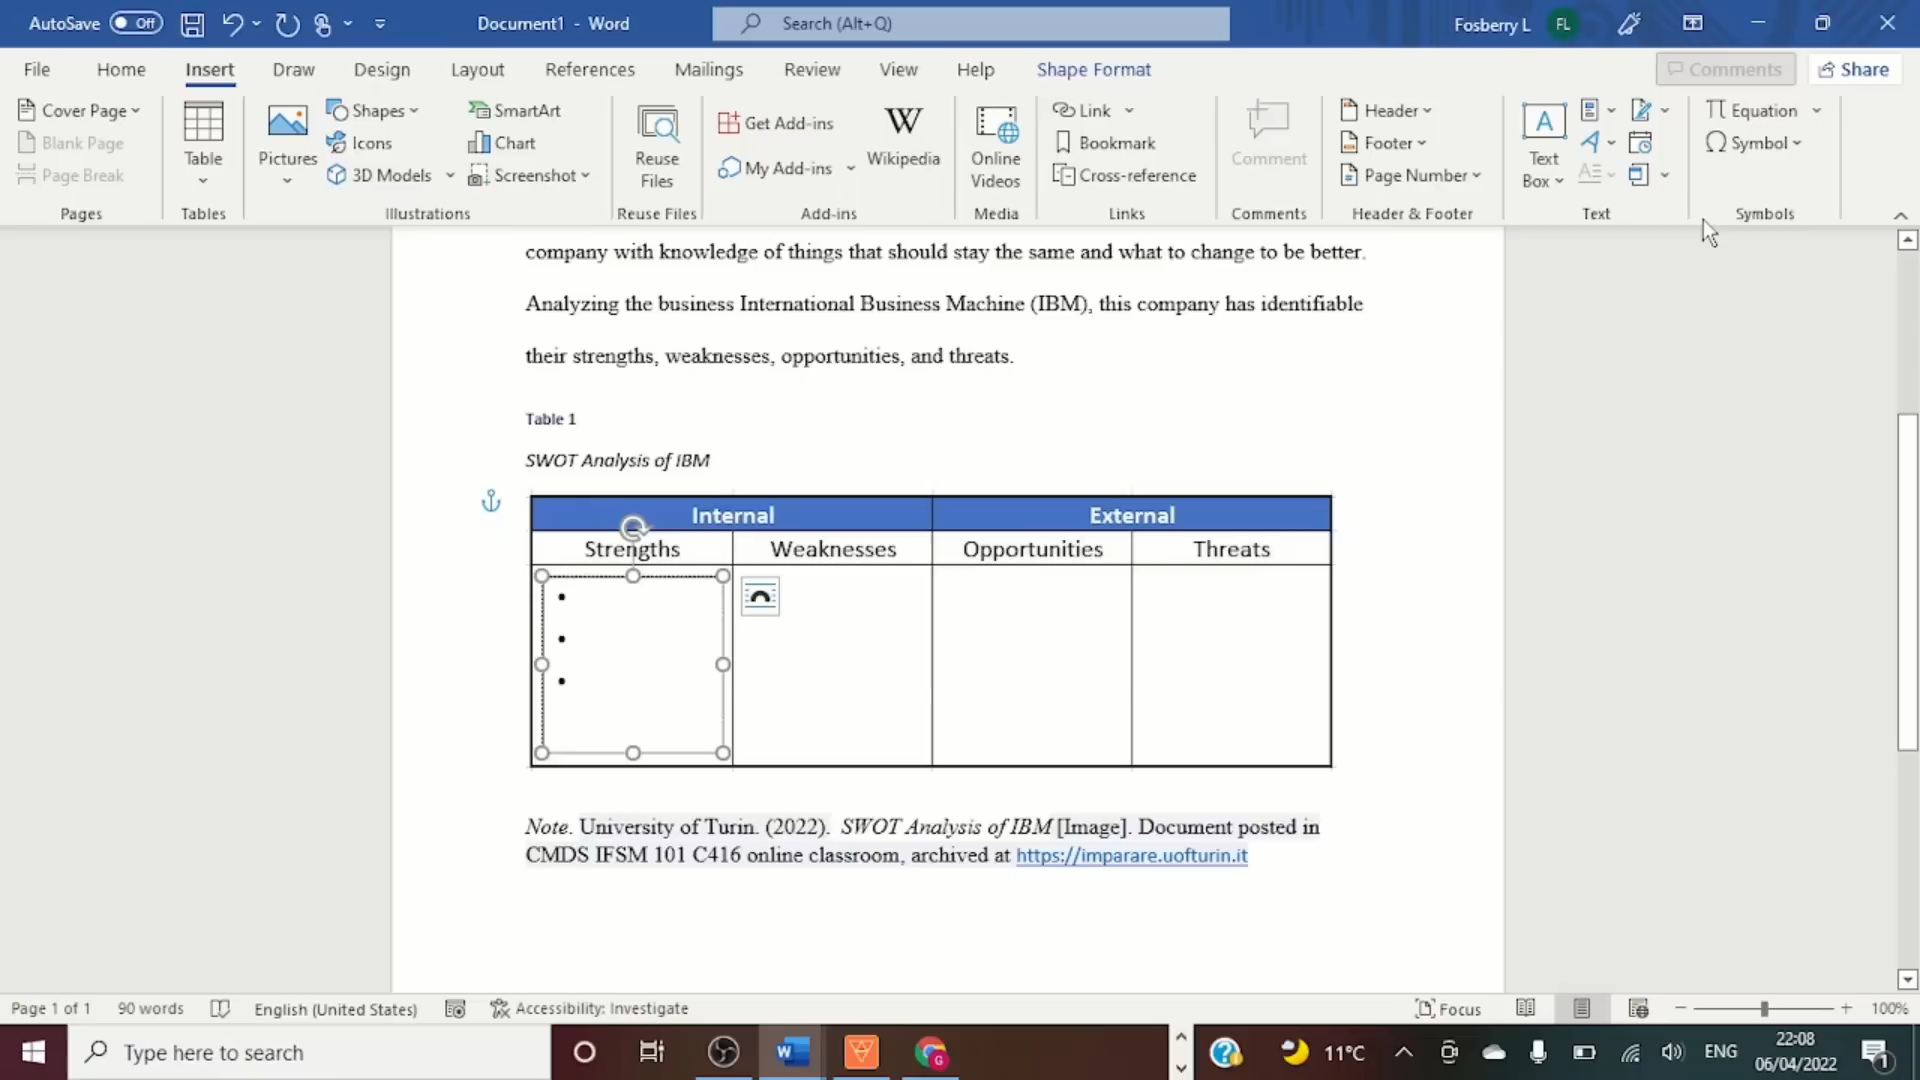 AutoSave Off Document1 - Word Search (Alt+Q) Fosberry L FL
File Home Insert Draw Design Layout References Mailings Review View Help Shape Format Comments Share
Cover Page
Blank Page
Page Break
Pages
Table
Tables
Pictures
Shapes
Icons
3D Models
SmartArt
Chart
Screenshot
Illustrations
Reuse
Files
Reuse Files
Get Add-ins
My Add-ins
W
Wikipedia
Add-ins
Online
Videos
Media
Link
Bookmark
Cross-reference
Links
Comment
Comments
Header
Footer
Page Number
Header & Footer
A
Text
Box
Text
Equation
Symbol
Symbols
company with knowledge of things that should stay the same and what to change to be better.
Analyzing the business International Business Machine (IBM), this company has identifiable
their strengths, weaknesses, opportunities, and threats.
Table 1
SWOT Analysis of IBM
Internal External
Strengths Weaknesses Opportunities Threats
•
•
•
Note. University of Turin. (2022). SWOT Analysis of IBM [Image]. Document posted in
CMDS IFSM 101 C416 online classroom, archived at https://imparare.uofturin.it
Page 1 of 1 90 words English (United States) Accessibility: Investigate Focus 100%
Type here to search W G 11°C ENG 22:08
06/04/2022 1